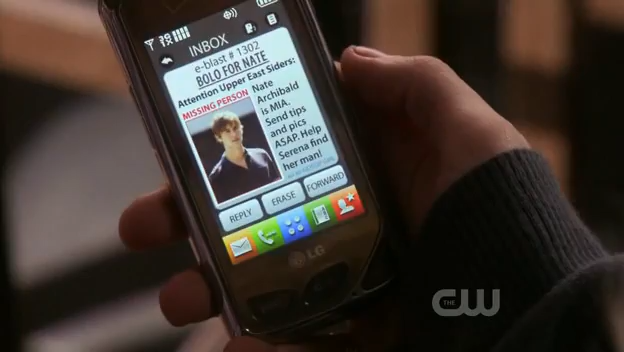 INBOX
e-blast # 1302
BOLO FOR NATE
Attention Upper East Siders:
MISSING PERSON
Nate
Archibald
is MIA.
Send tips
and pics
ASAP. Help
Serena find
her man!
REPLY
ERASE
FORWARD
LG
THE CW